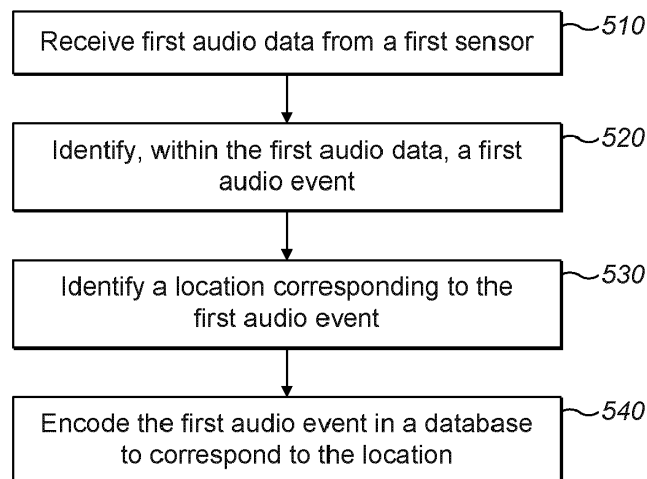 Receive first audio data from a first sensor
510
Identify, within the first audio data, a first
audio event
520
Identify a location corresponding to the
first audio event
530
Encode the first audio event in a database
to correspond to the location
540